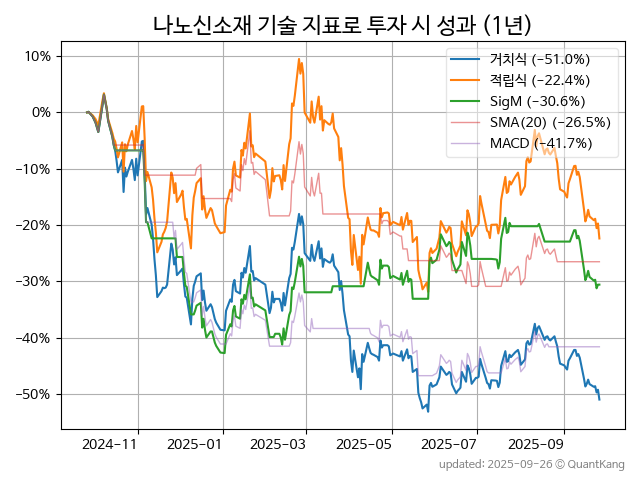 나노신소재 기술 지표로 투자 시 성과 (1년)
10%
0%
−10%
−20%
−30%
−40%
−50%
거치식 (−51.0%)
적립식 (−22.4%)
SigM (−30.6%)
SMA(20) (−26.5%)
MACD (−41.7%)
2024-11
2025-01
2025-03
2025-05
2025-07
2025-09
updated: 2025-09-26 © QuantKang